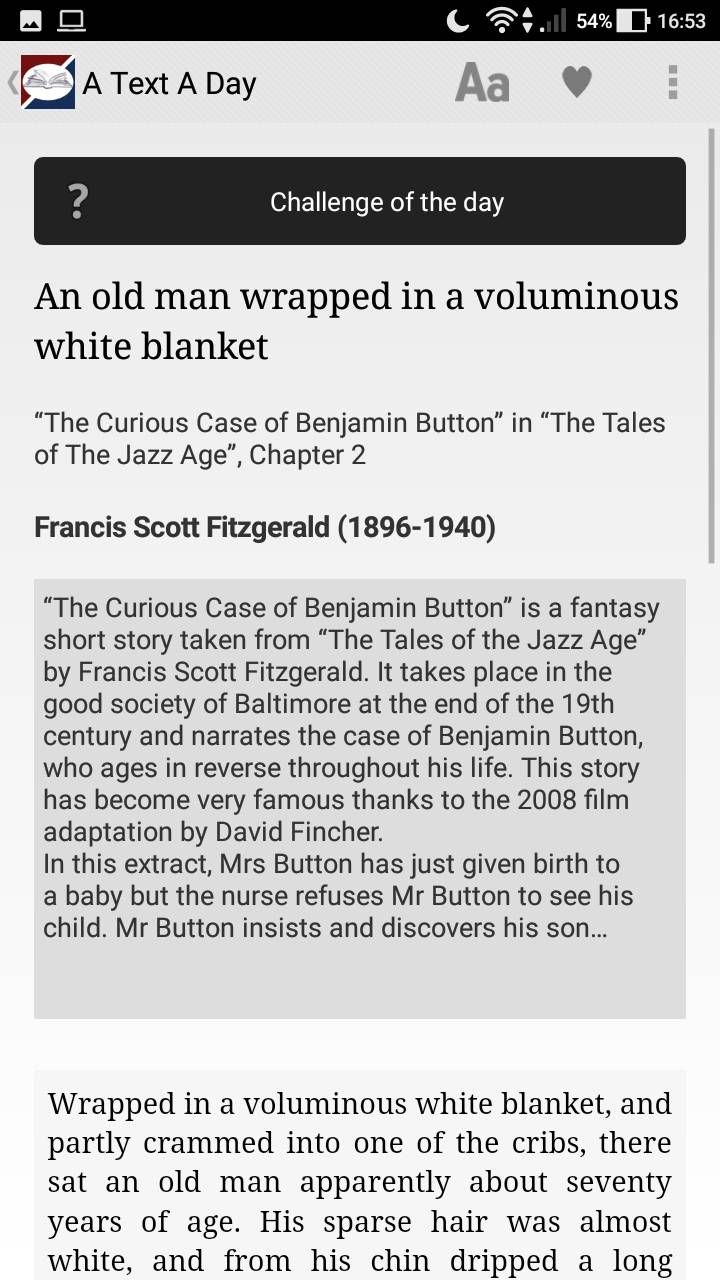 54% 16:53
A Text A Day Aa
? Challenge of the day
An old man wrapped in a voluminous
white blanket
“The Curious Case of Benjamin Button” in “The Tales
of The Jazz Age”, Chapter 2
Francis Scott Fitzgerald (1896-1940)
“The Curious Case of Benjamin Button” is a fantasy
short story taken from “The Tales of the Jazz Age”
by Francis Scott Fitzgerald. It takes place in the
good society of Baltimore at the end of the 19th
century and narrates the case of Benjamin Button,
who ages in reverse throughout his life. This story
has become very famous thanks to the 2008 film
adaptation by David Fincher.
In this extract, Mrs Button has just given birth to
a baby but the nurse refuses Mr Button to see his
child. Mr Button insists and discovers his son…
Wrapped in a voluminous white blanket, and
partly crammed into one of the cribs, there
sat an old man apparently about seventy
years of age. His sparse hair was almost
white, and from his chin dripped a long